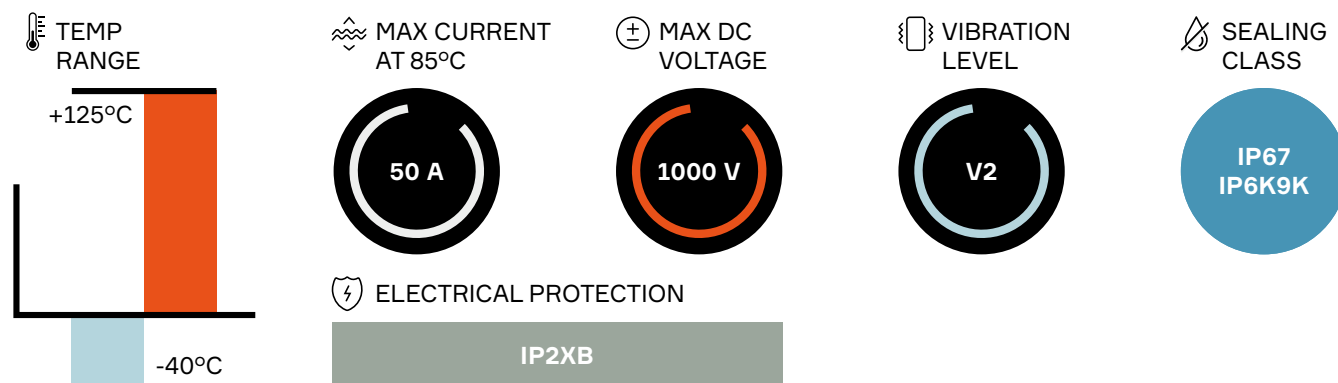 TEMP
RANGE
+125°C
-40°C
MAX CURRENT
AT 85°C
50 A
MAX DC
VOLTAGE
1000 V
VIBRATION
LEVEL
V2
SEALING
CLASS
IP67
IP6K9K
ELECTRICAL PROTECTION
IP2XB